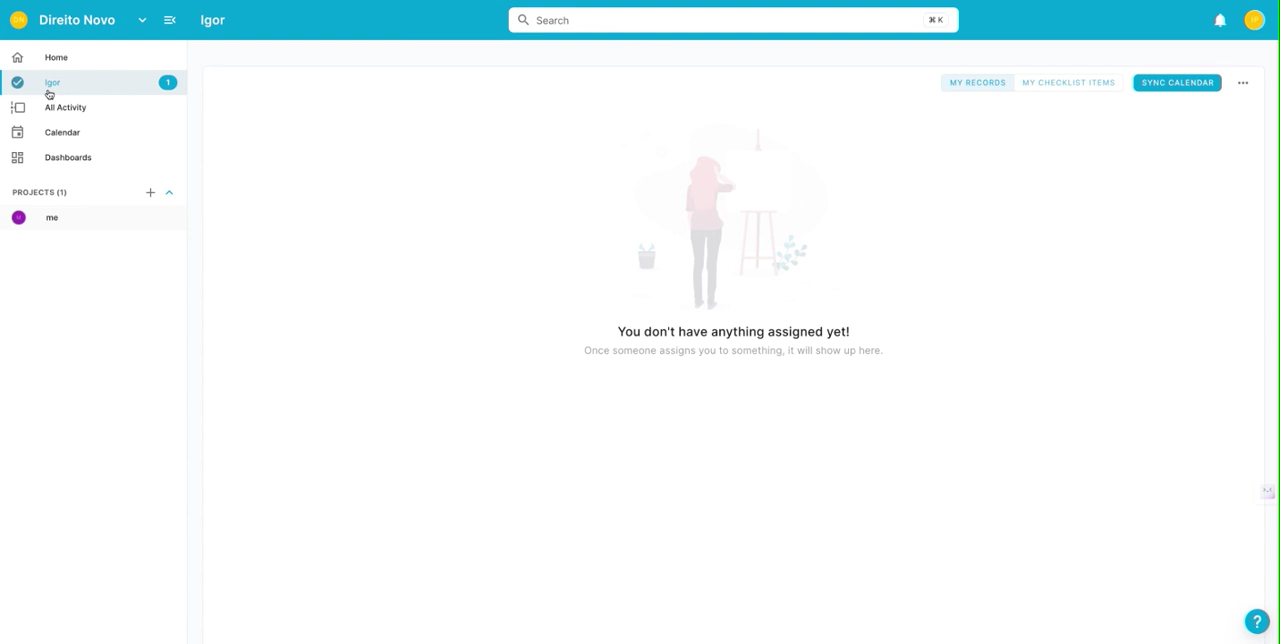 DN Direito Novo
Igor
Search
⌘ K
IP
Home
Igor
1
All Activity
Calendar
Dashboards
PROJECTS (1)
me
MY RECORDS
MY CHECKLIST ITEMS
SYNC CALENDAR
You don't have anything assigned yet!
Once someone assigns you to something, it will show up here.
?